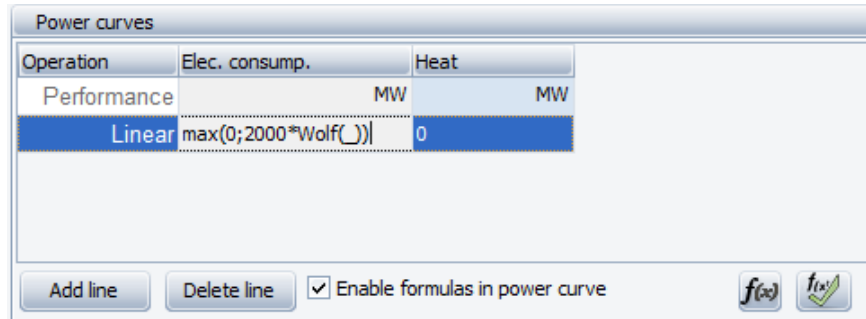 Power curves
Operation Elec. consump. Heat
Performance MW MW
Linear max(0;2000*Wolf(_)) 0
Add line Delete line Enable formulas in power curve f(x) f(x)